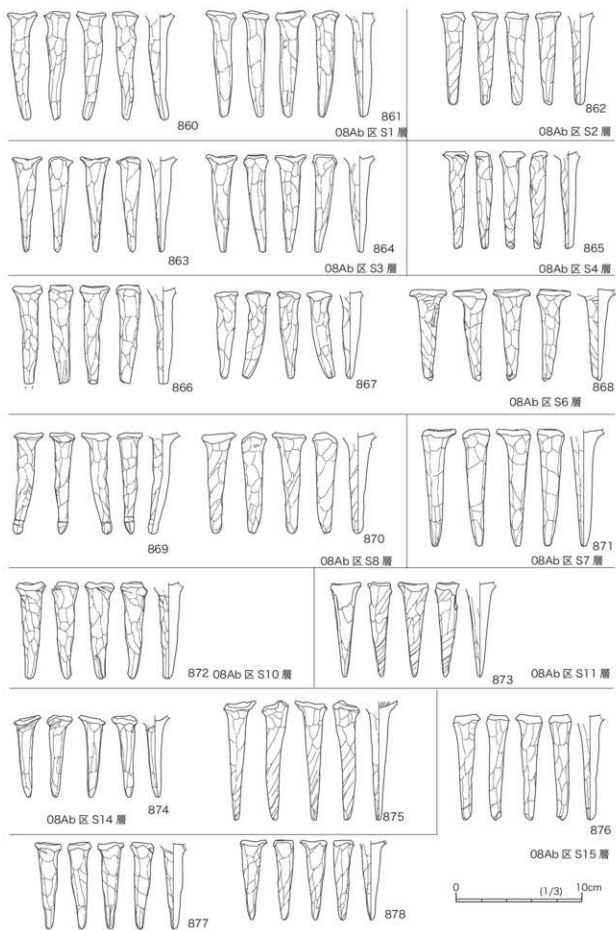 860
861
08Ab 区 S1 層
862
08Ab 区 S2 層
863
864
08Ab 区 S3 層
865
08Ab 区 S4 層
866
867
868
08Ab 区 S6 層
869
870
08Ab 区 S8 層
871
08Ab 区 S7 層
872 08Ab 区 S10 層
873
08Ab 区 S11 層
874
08Ab 区 S14 層
875
876
08Ab 区 S15 層
877
878
0 (1/3) 10cm